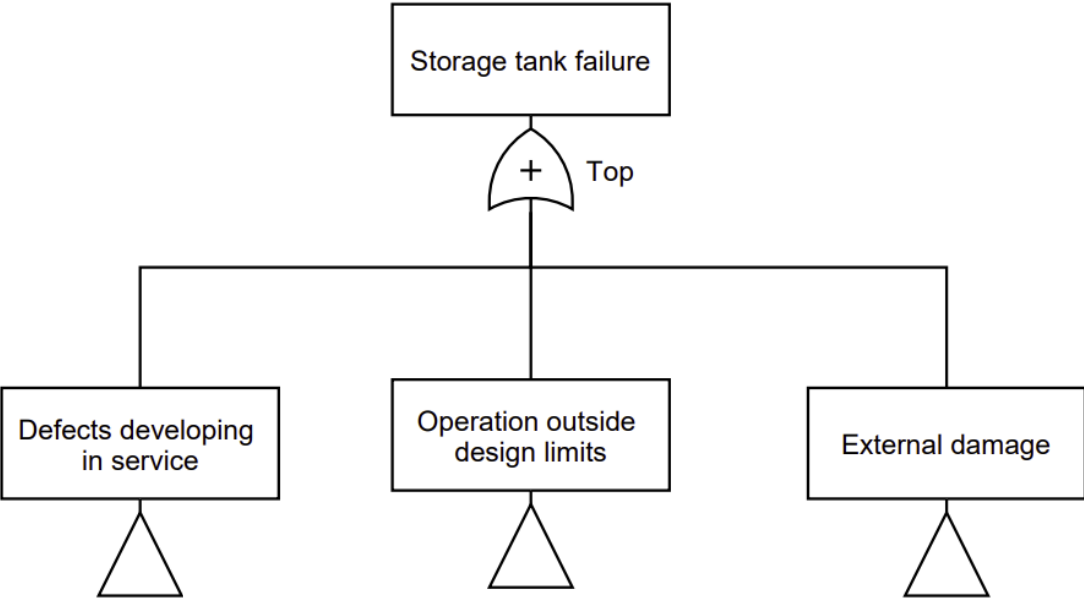 Storage tank failure
+
Top
Defects developing
in service
Operation outside
design limits
External damage